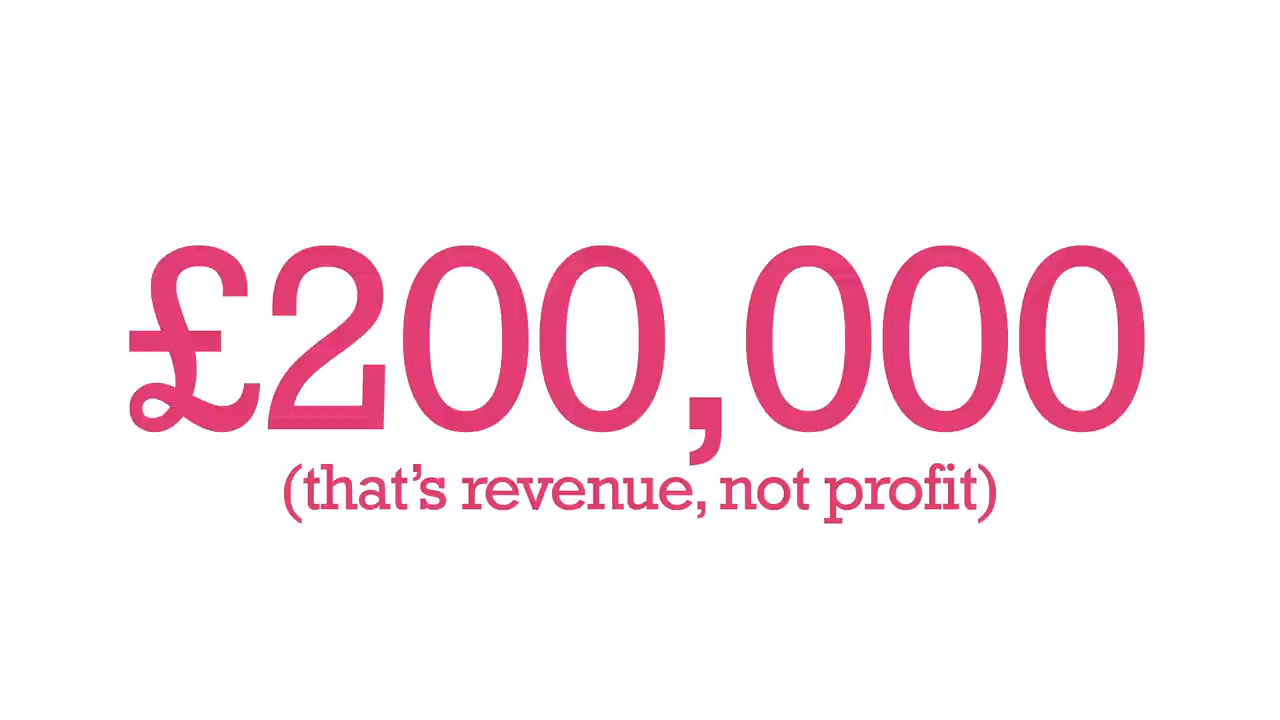 £200,000
(that’s revenue, not profit)